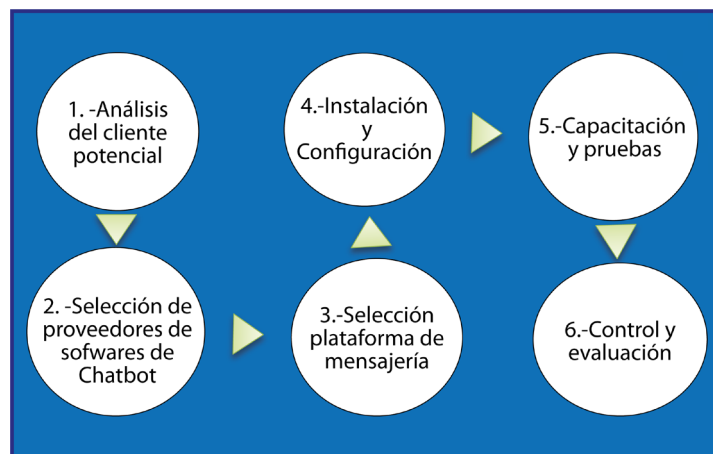 1. -Análisis
del cliente
potencial
2. -Selección de
proveedores de
sofwares de
Chatbot
3.-Selección
plataforma de
mensajería
4.-Instalación
y
Configuración
5.-Capacitación
y pruebas
6.-Control y
evaluación